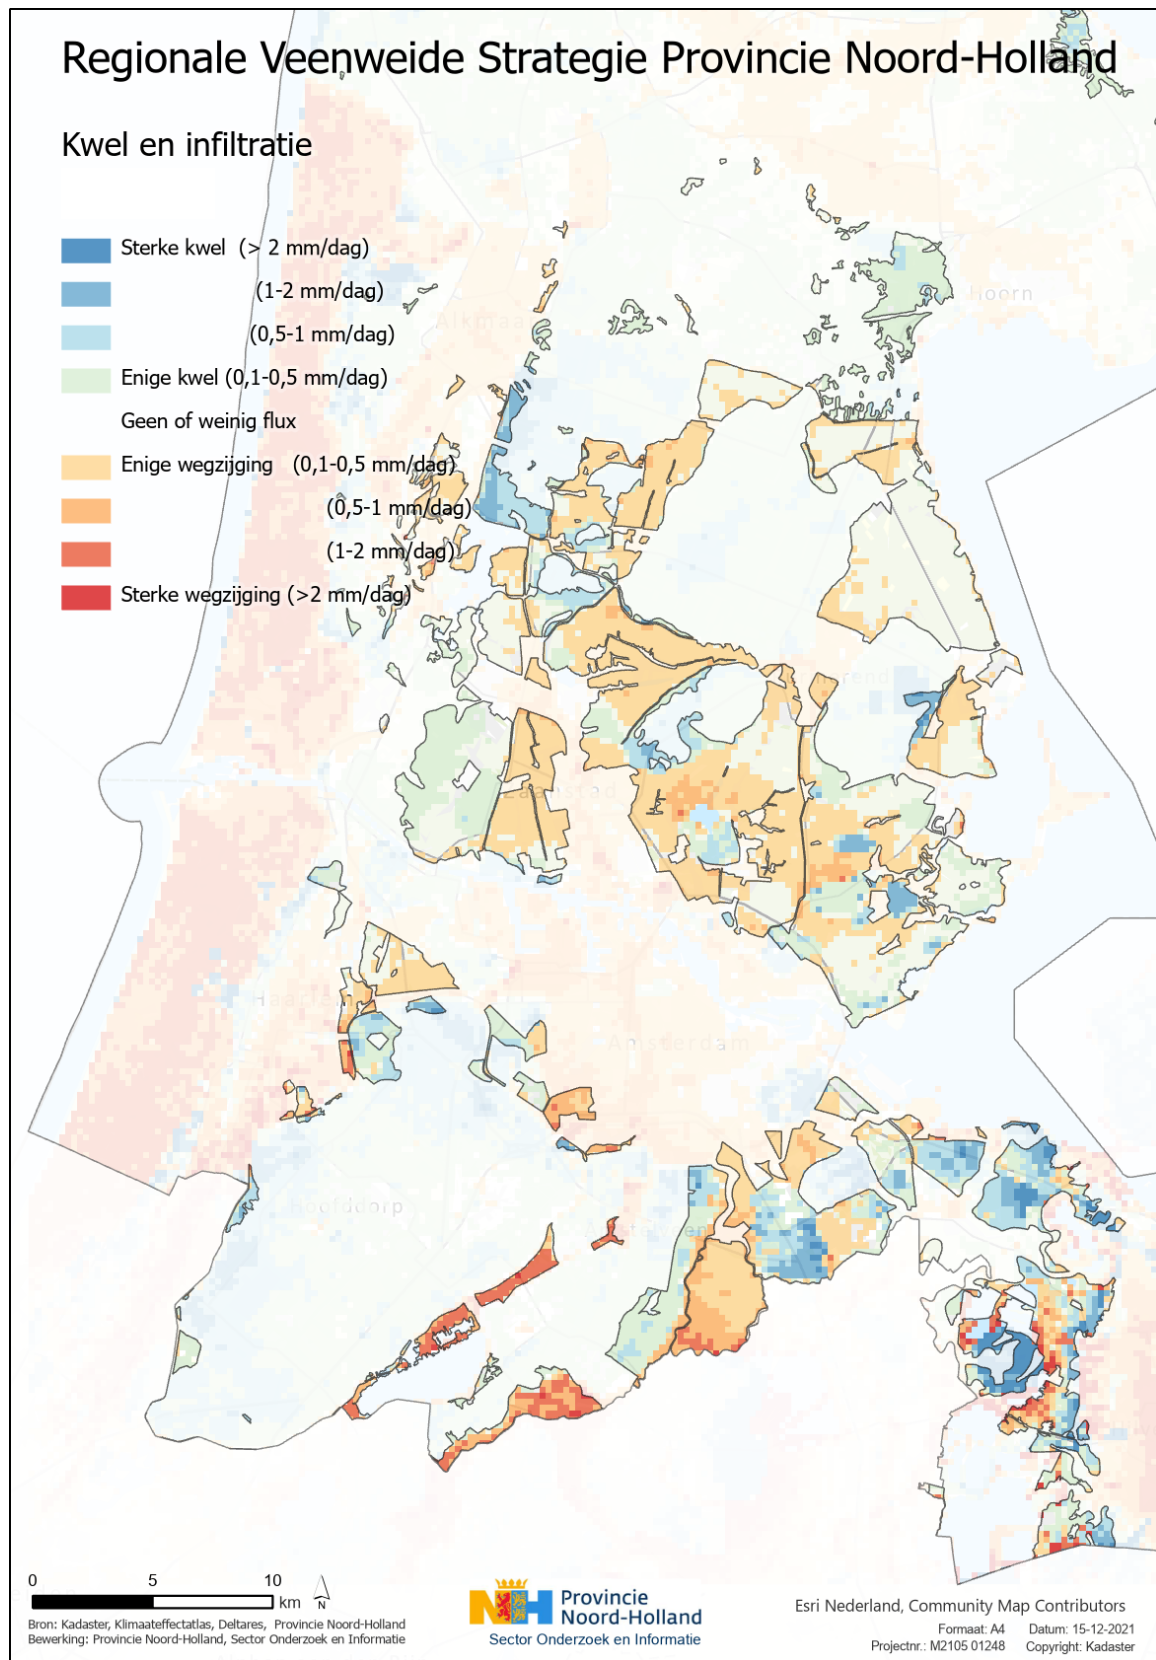 Regionale Veenweide Strategie Provincie Noord-Holland
Kwel en infiltratie
Sterke kwel (> 2 mm/dag)
(1-2 mm/dag)
(0,5-1 mm/dag)
Enige kwel (0,1-0,5 mm/dag)
Geen of weinig flux
Enige wegzijging (0,1-0,5 mm/dag)
(0,5-1 mm/dag)
(1-2 mm/dag)
Sterke wegzijging (>2 mm/dag)
Hoorn
Alkmaar
Zaanstad
Haarlem
Amsterdam
Hoofddorp
0 5 10 km
N
Bron: Kadaster, Klimaateffectatlas, Deltares, Provincie Noord-Holland
Bewerking: Provincie Noord-Holland, Sector Onderzoek en Informatie
NH Provincie
Noord-Holland
Sector Onderzoek en Informatie
Esri Nederland, Community Map Contributors
Formaat: A4 Datum: 15-12-2021
Projectnr.: M2105 01248 Copyright: Kadaster